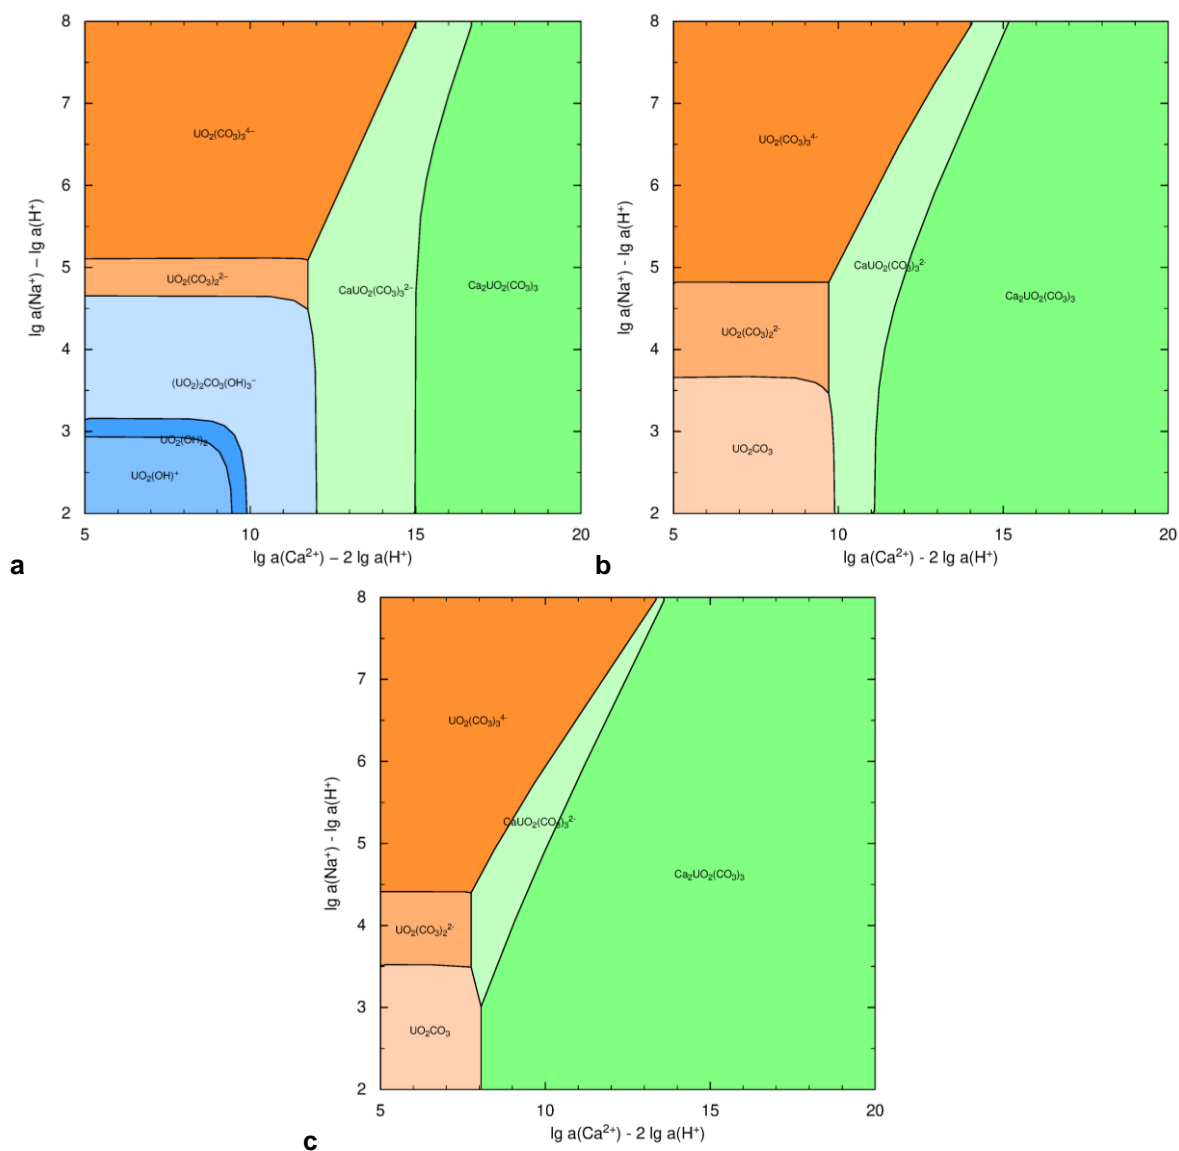 8
7
6
5
4
3
2
5
10
15
20
lg a(Na⁺) – lg a(H⁺)
lg a(Ca²⁺) – 2 lg a(H⁺)
UO₂(CO₃)₃⁴⁻
UO₂(CO₃)₂²⁻
CaUO₂(CO₃)₃²⁻
Ca₂UO₂(CO₃)₃
(UO₂)₂CO₃(OH)₃⁻
UO₂(OH)₂
UO₂(OH)⁺
a
8
7
6
5
4
3
2
5
10
15
20
lg a(Na⁺) - lg a(H⁺)
lg a(Ca²⁺) - 2 lg a(H⁺)
UO₂(CO₃)₃⁴⁻
CaUO₂(CO₃)₃²⁻
Ca₂UO₂(CO₃)₃
UO₂(CO₃)₂²⁻
UO₂CO₃
b
8
7
6
5
4
3
2
5
10
15
20
lg a(Na⁺) - lg a(H⁺)
lg a(Ca²⁺) - 2 lg a(H⁺)
UO₂(CO₃)₃⁴⁻
CaUO₂(CO₃)₃²⁻
Ca₂UO₂(CO₃)₃
UO₂(CO₃)₂²⁻
UO₂CO₃
c